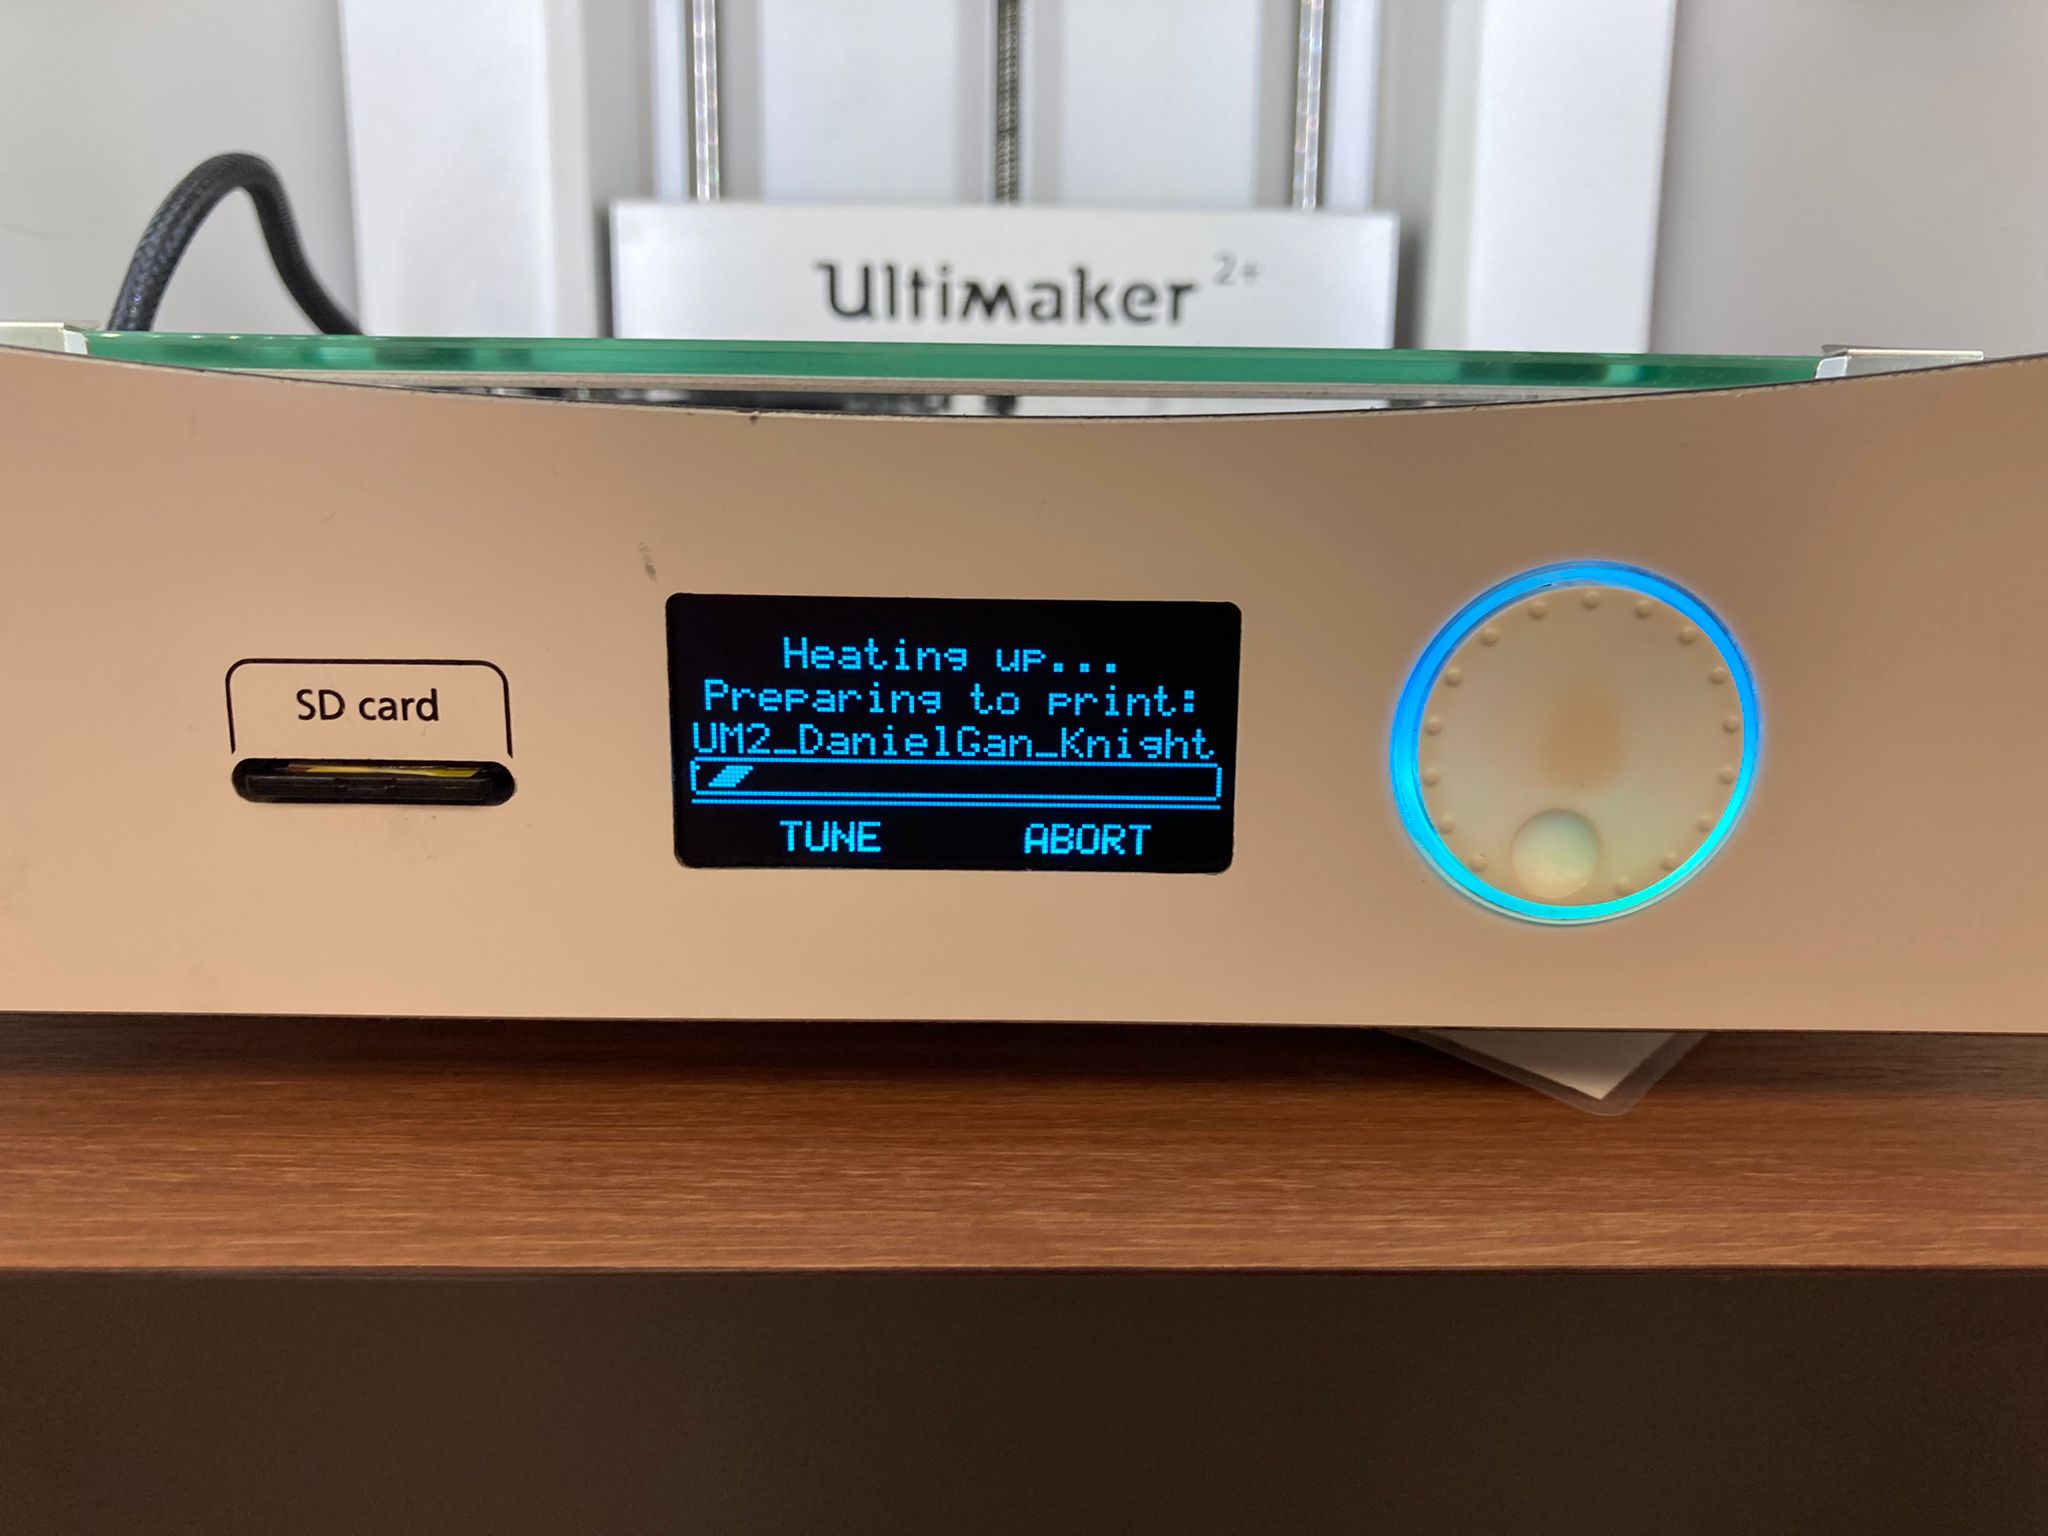 Ultimaker 2+
SD card
Heating up...
Preparing to print:
UM2_DanielGan_Knight
TUNE ABORT